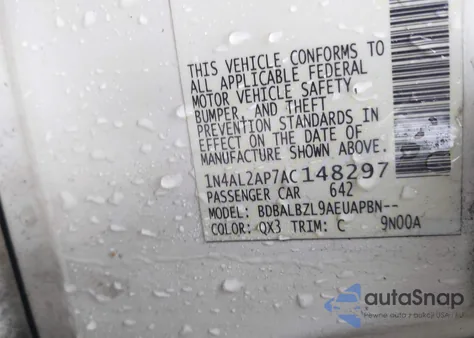 THIS VEHICLE CONFORMS TO
ALL APPLICABLE FEDERAL
MOTOR VEHICLE SAFETY,
BUMPER, AND THEFT
PREVENTION STANDARDS IN
EFFECT ON THE DATE OF
MANUFACTURE SHOWN ABOVE.
1N4AL2AP7AC148297
PASSENGER CAR 642
MODEL: BDBALBZL9AEUAPBN--
COLOR: QX3 TRIM: C 9N00A
autaSnap